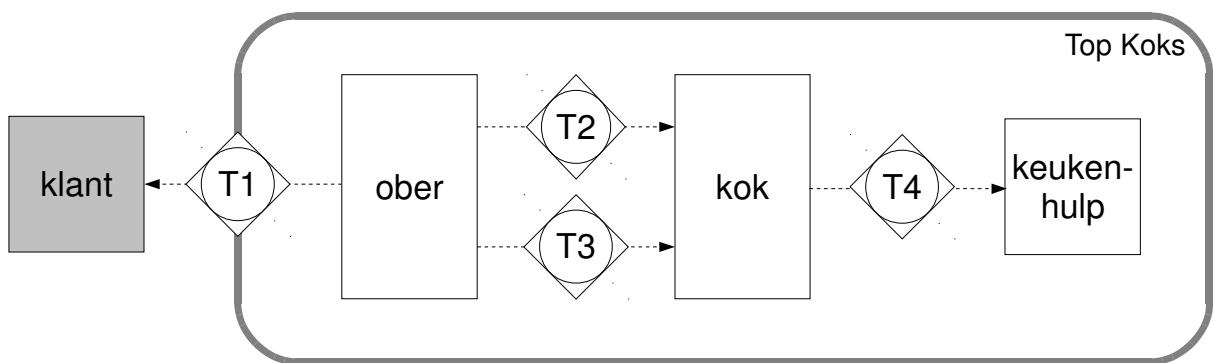 Top Koks
klant
T1
ober
T2
T3
kok
T4
keuken-
hulp